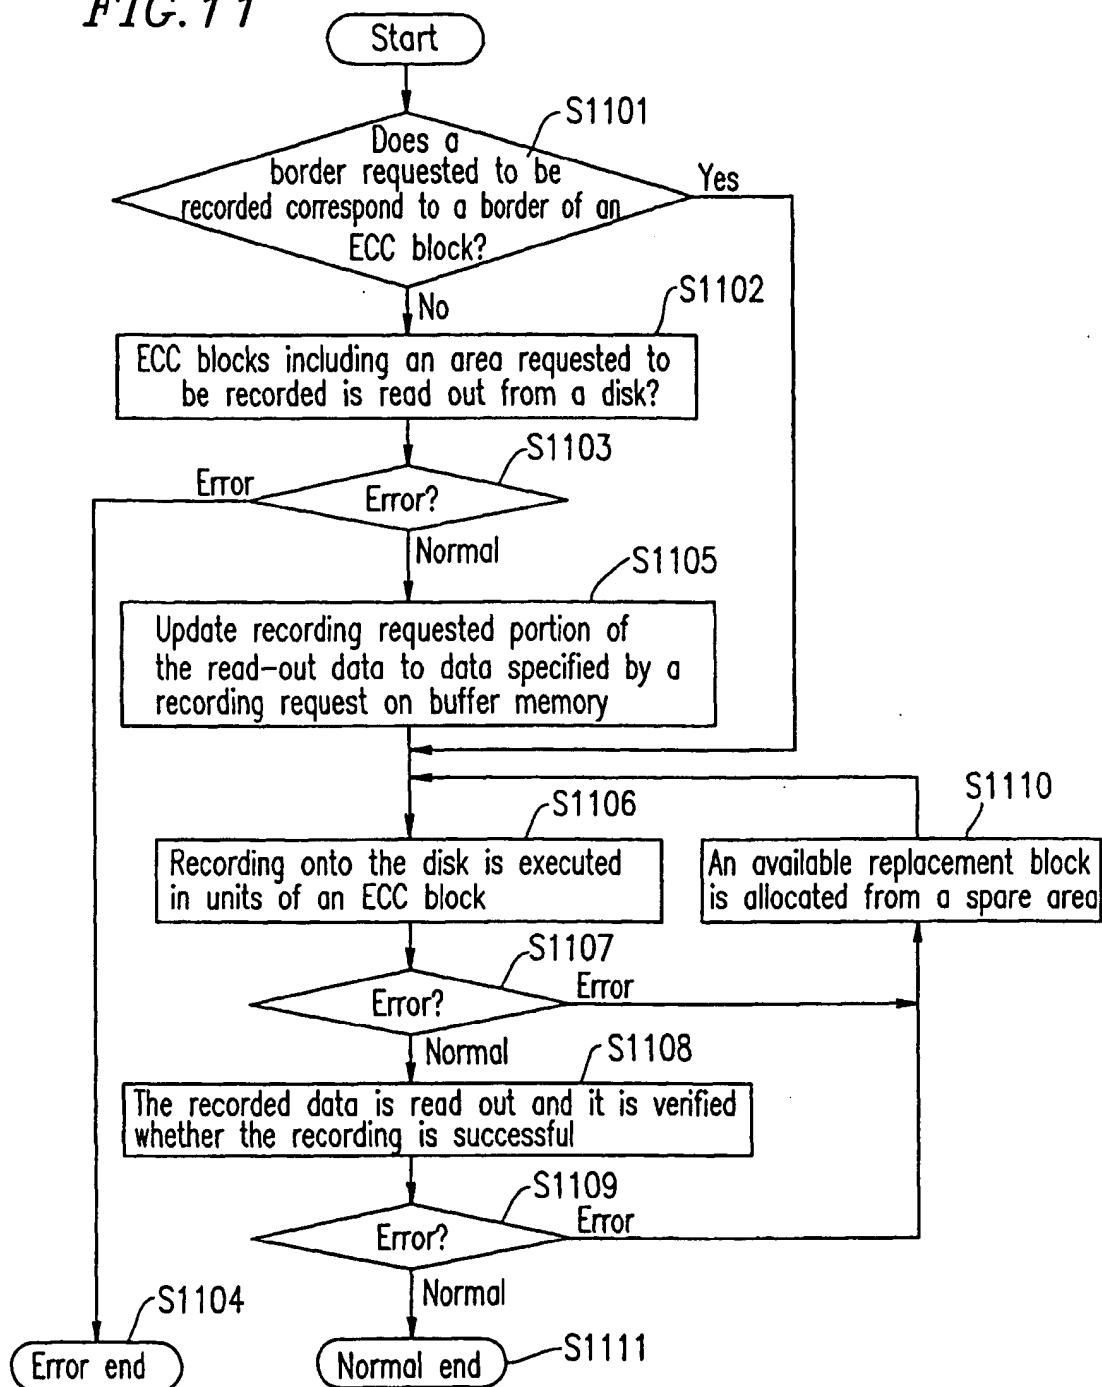 FIG. 11
Start
S1101
Does a
border requested to be
recorded correspond to a border of an
ECC block?
Yes
No
S1102
ECC blocks including an area requested to
be recorded is read out from a disk?
S1103
Error
Error?
Normal
S1105
Update recording requested portion of
the read-out data to data specified by a
recording request on buffer memory
S1106
S1110
Recording onto the disk is executed
in units of an ECC block
An available replacement block
is allocated from a spare area
S1107
Error?
Error
Normal
S1108
The recorded data is read out and it is verified
whether the recording is successful
S1109
Error?
Error
Normal
S1104
Error end
Normal end
S1111